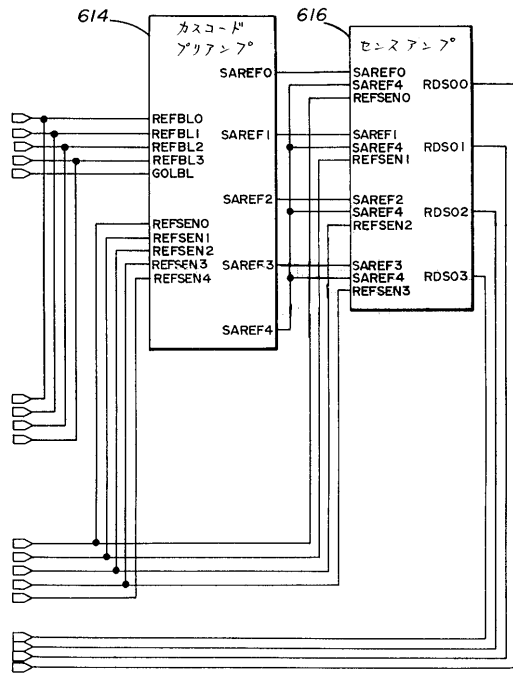 614
カスコード
プリアンプ
SAREF0
REFBL0
REFBL1
REFBL2
REFBL3
GOLBL
SAREF1
SAREF2
REFSEN0
REFSEN1
REFSEN2
REFSEN3
REFSEN4
SAREF3
SAREF4
616
センスアンプ
SAREF0
SAREF4
REFSEN0
RDS00
SAREF1
SAREF4
REFSEN1
RDS01
SAREF2
SAREF4
REFSEN2
RDS02
SAREF3
SAREF4
REFSEN3
RDS03